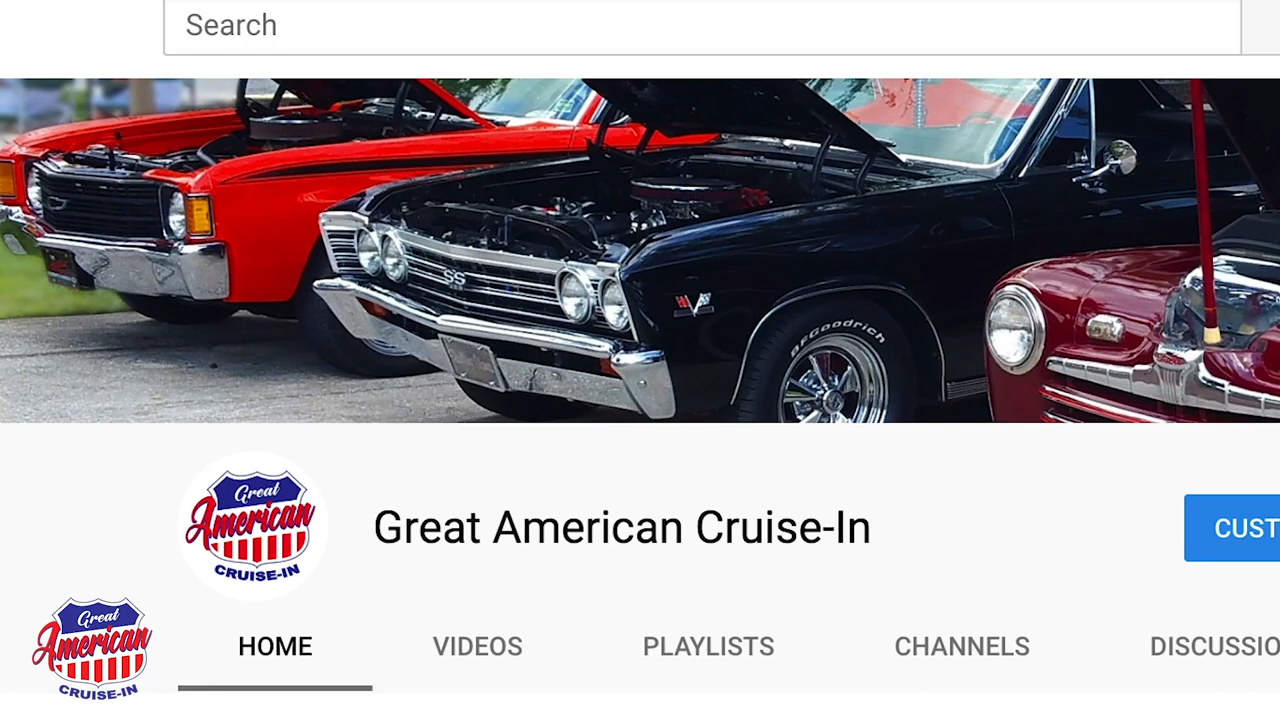 Search
SS
BFGoodrich
Great
American
CRUISE-IN
Great American Cruise-In
CUST
Great
American
CRUISE-IN
HOME VIDEOS PLAYLISTS CHANNELS DISCUSSIO